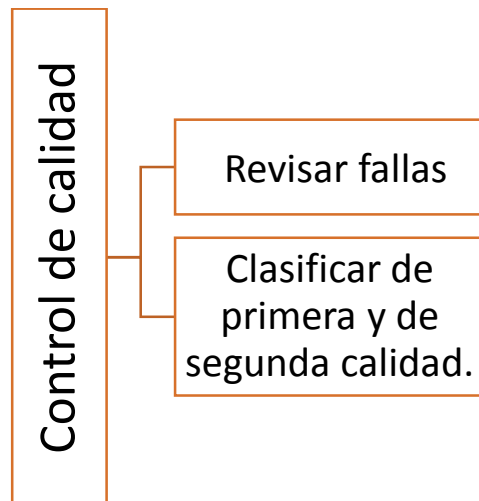 Control de calidad
Revisar fallas
Clasificar de
primera y de
segunda calidad.